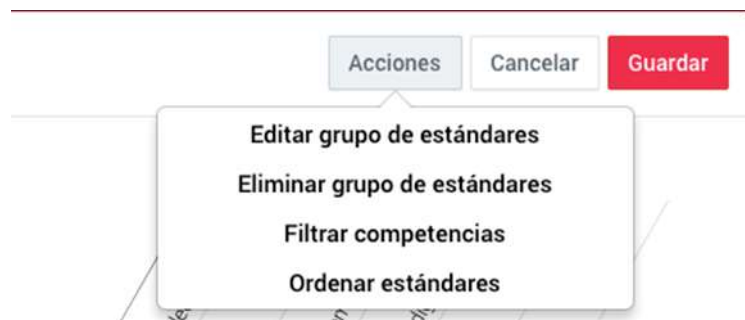 Acciones Cancelar Guardar
Editar grupo de estándares
Eliminar grupo de estándares
Filtrar competencias
Ordenar estándares